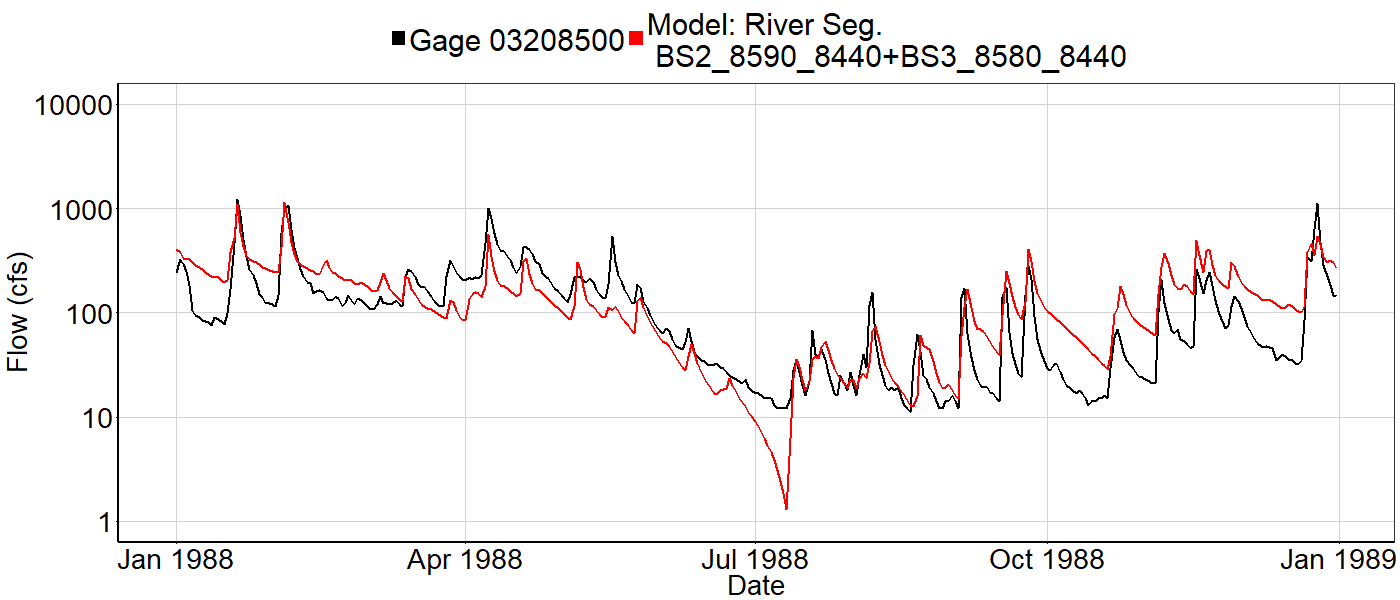 Gage 03208500
Model: River Seg.
BS2_8590_8440+BS3_8580_8440
Flow (cfs)
10000
1000
100
10
1
Jan 1988
Apr 1988
Jul 1988
Oct 1988
Jan 1989
Date